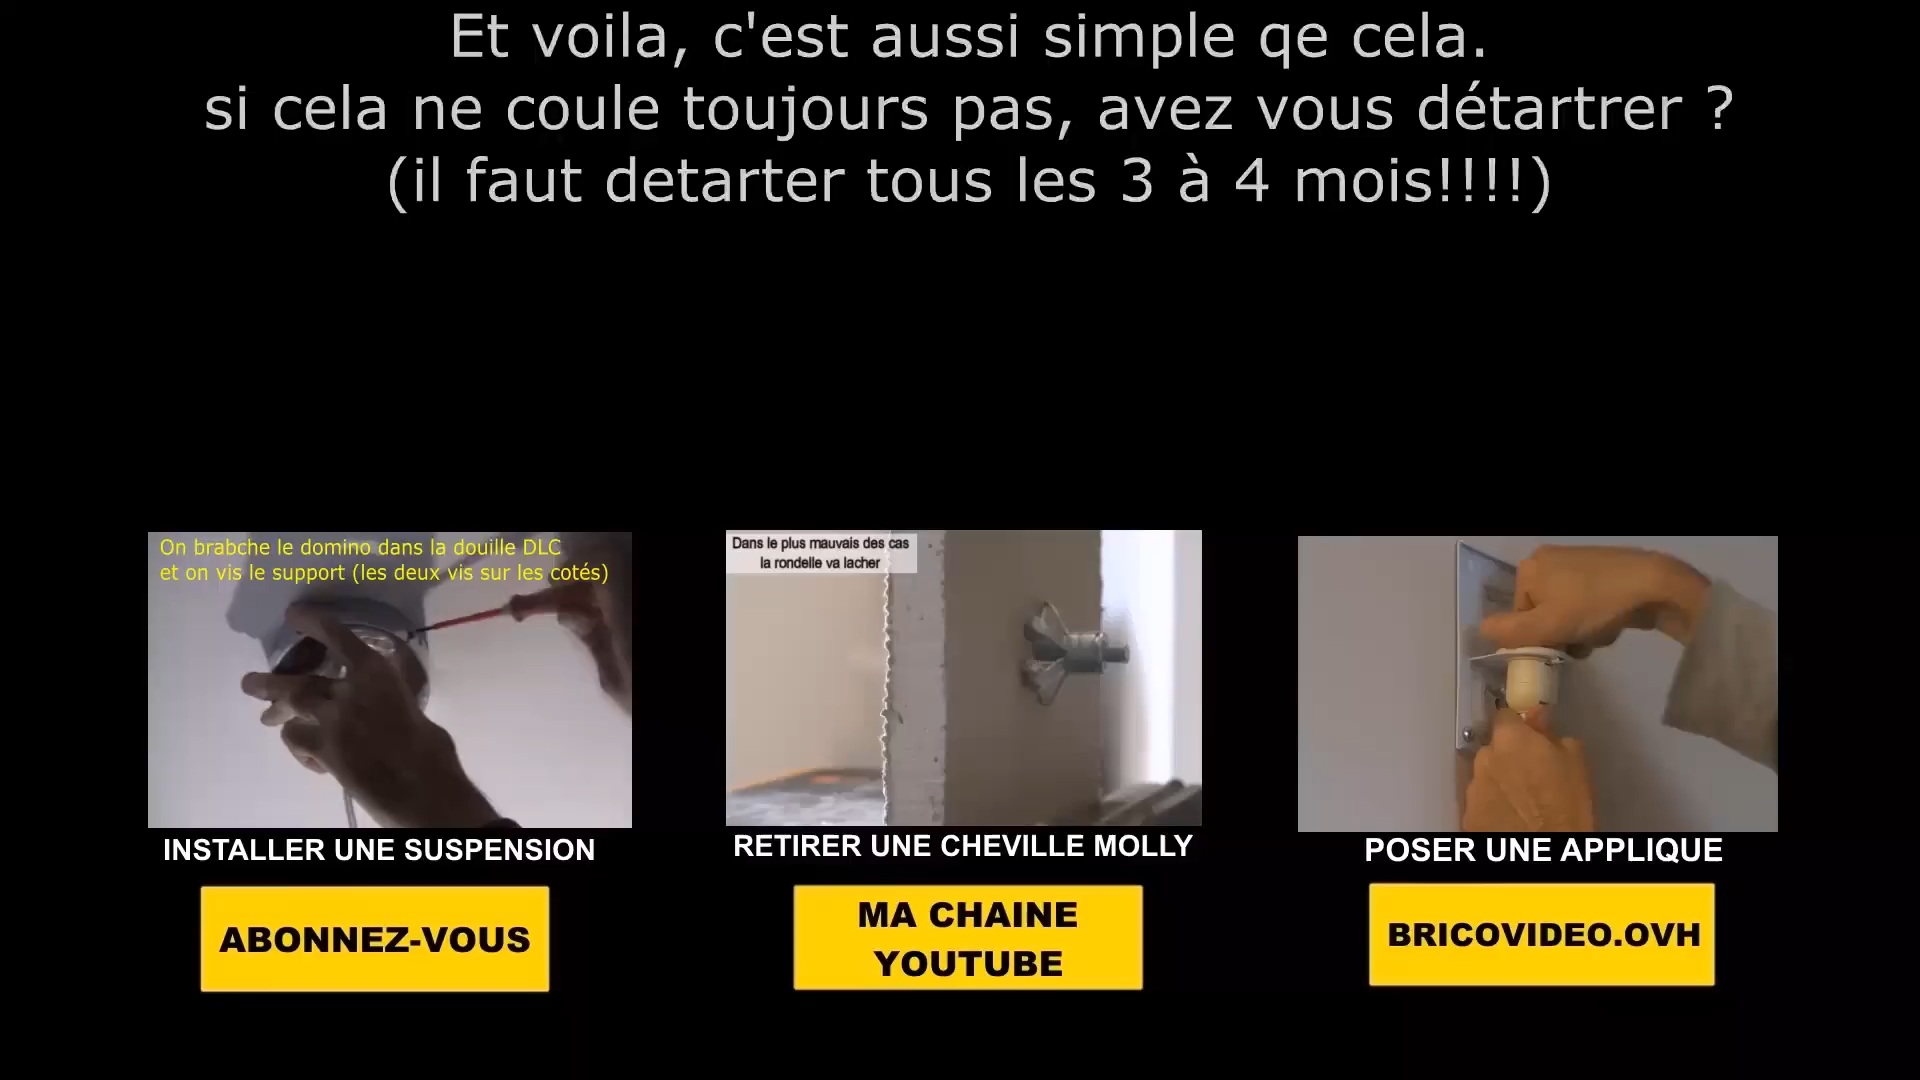 Et voila, c'est aussi simple qe cela.
si cela ne coule toujours pas, avez vous détartrer ?
(il faut detarter tous les 3 à 4 mois!!!!)
On brabche le domino dans la douille DLC
et on vis le support (les deux vis sur les cotés)
Dans le plus mauvais des cas
la rondelle va lacher
INSTALLER UNE SUSPENSION
RETIRER UNE CHEVILLE MOLLY
POSER UNE APPLIQUE
ABONNEZ-VOUS
MA CHAINE
YOUTUBE
BRICOVIDEO.OVH